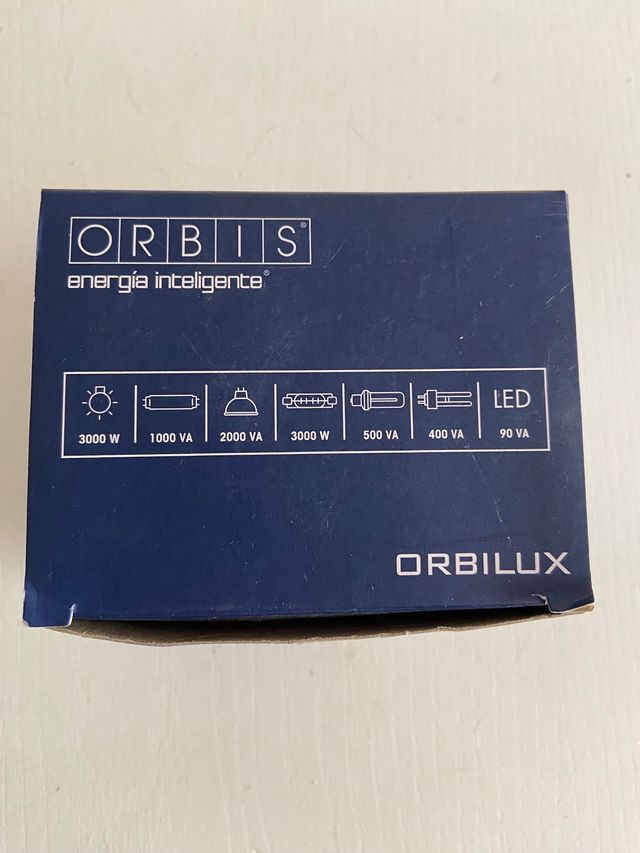 ORBIS®
energía inteligente®
LED
3000 W 1000 VA 2000 VA 3000 W 500 VA 400 VA 90 VA
ORBILUX